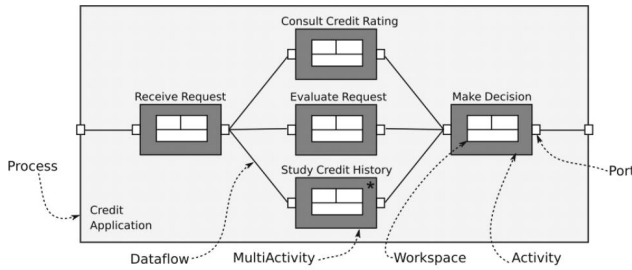 Consult Credit Rating
Receive Request
Evaluate Request
Make Decision
Study Credit History
*
Process
Port
Credit
Application
Dataflow
MultiActivity
Workspace
Activity